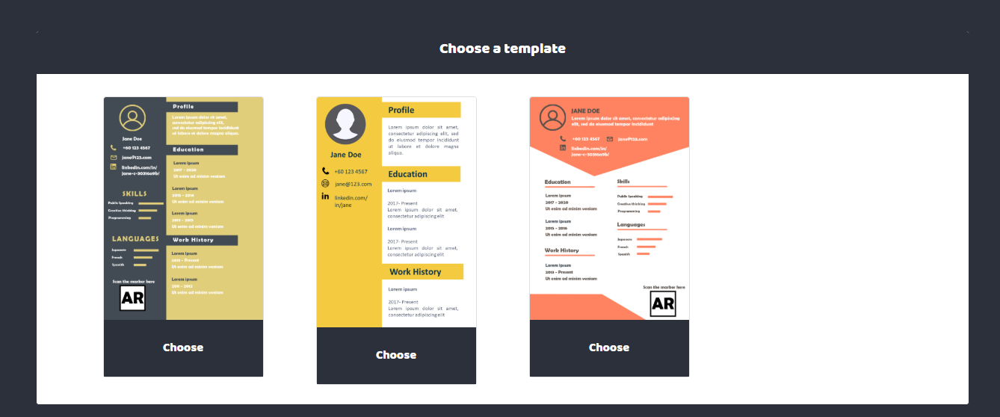 Choose a template
Profile
Lorem ipsum dolor sit amet,
consectetur adipiscing elit,
sed do eiusmod tempor incididunt
ut labore et dolore magna aliqua.
Jane Doe
+60 123 4567
jane@123.com
linkedin.com/in/
jane-c-30316a9b/
SKILLS
Public Speaking
Creative thinking
Programming
LANGUAGES
Japanese
French
Spanish
Scan the marker here
AR
Education
Lorem ipsum
2017 - 2020
Ut enim ad minim veniam
Lorem ipsum
2015 - 2016
Ut enim ad minim veniam
Lorem ipsum
Ut enim ad minim veniam
Work History
Lorem ipsum
2013 - Present
Ut enim ad minim veniam
Lorem ipsum
2011 - 2012
Ut enim ad minim veniam
Choose
Jane Doe
+60 123 4567
jane@123.com
linkedin.com/
in/jane
Profile
Lorem ipsum dolor sit amet,
consectetur adipiscing elit, sed
do eiusmod tempor incididunt
ut labore et dolore magna
aliqua.
Education
Lorem ipsum
2017- Present
Lorem ipsum dolor sit amet,
consectetur adipiscing elit
Lorem ipsum
2017- Present
Lorem ipsum dolor sit amet,
consectetur adipiscing elit
Work History
Lorem ipsum
2017- Present
Lorem ipsum dolor sit amet,
consectetur adipiscing elit
Choose
JANE DOE
Lorem ipsum dolor sit amet, consectetur adipiscing
elit, sed do eiusmod tempor incididunt
+60 123 4567
jane@123.com
linkedin.com/in/
jane-c-30316a9b/
Education
Lorem ipsum
2017 - 2020
Ut enim ad minim veniam
Lorem ipsum
2015 - 2016
Ut enim ad minim veniam
Work History
Lorem ipsum
2013 - Present
Ut enim ad minim veniam
Skills
Public Speaking
Creative thinking
Programming
Languages
Japanese
French
Spanish
Scan the marker here
AR
Choose